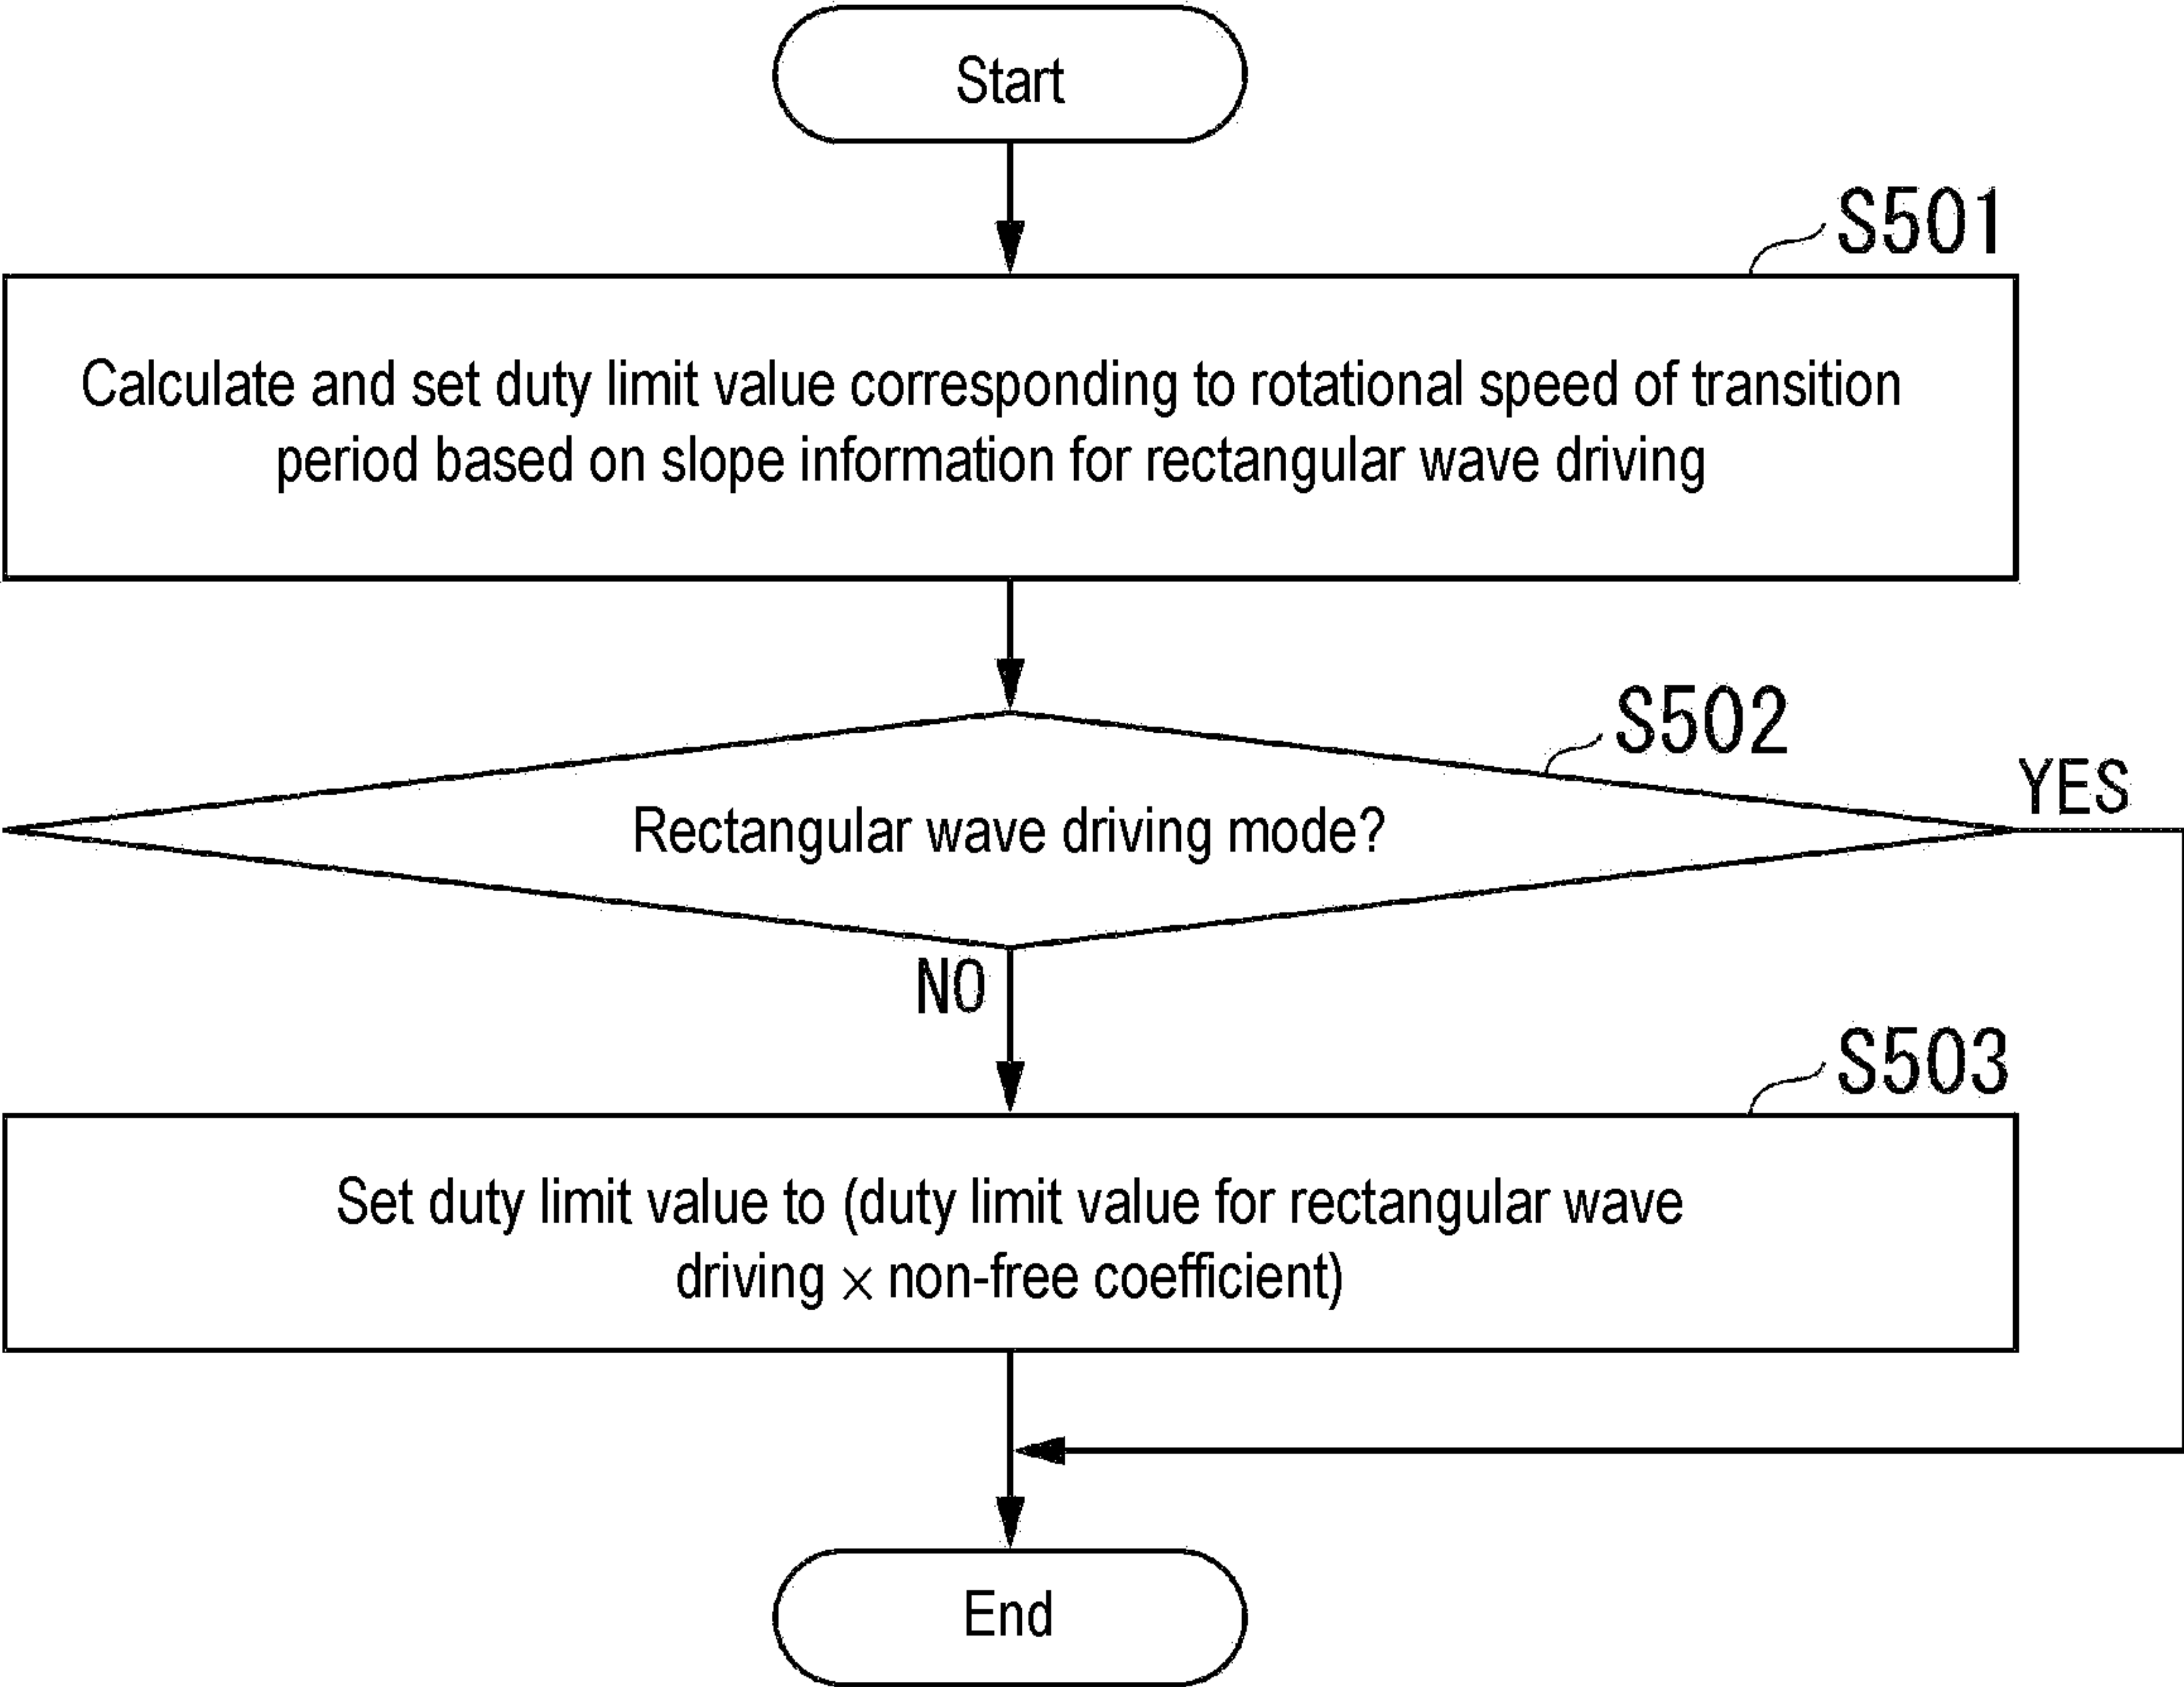 Start
S501
Calculate and set duty limit value corresponding to rotational speed of transition
period based on slope information for rectangular wave driving
S502
YES
Rectangular wave driving mode?
NO
S503
Set duty limit value to (duty limit value for rectangular wave
driving × non-free coefficient)
End